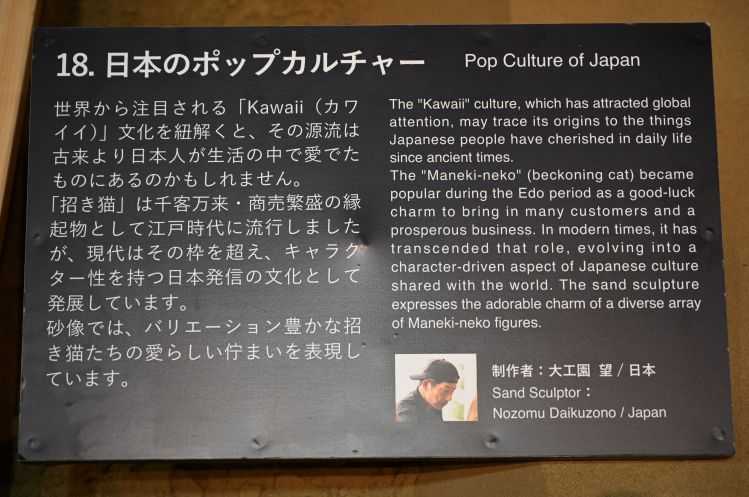 18. 日本のポップカルチャー
Pop Culture of Japan
世界から注目される「Kawaii（カワ
イイ）」文化を紐解くと、その源流は
古来より日本人が生活の中で愛でた
ものにあるのかもしれません。
「招き猫」は千客万来・商売繁盛の縁
起物として江戸時代に流行しました
が、現代はその枠を超え、キャラク
ター性を持つ日本発信の文化として
発展しています。
砂像では、バリエーション豊かな招
き猫たちの愛らしい佇まいを表現し
ています。
The "Kawaii" culture, which has attracted global
attention, may trace its origins to the things
Japanese people have cherished in daily life
since ancient times.
The "Maneki-neko" (beckoning cat) became
popular during the Edo period as a good-luck
charm to bring in many customers and a
prosperous business. In modern times, it has
transcended that role, evolving into a
character-driven aspect of Japanese culture
shared with the world. The sand sculpture
expresses the adorable charm of a diverse array
of Maneki-neko figures.
制作者：大工園 望 / 日本
Sand Sculptor：
Nozomu Daikuzono / Japan